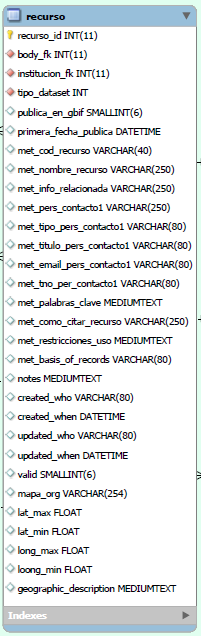 recurso
recurso_id INT(11)
body_fk INT(11)
institucion_fk INT(11)
tipo_dataset INT
publica_en_gbif SMALLINT(6)
primera_fecha_publica DATETIME
met_cod_recurso VARCHAR(40)
met_nombre_recurso VARCHAR(250)
met_info_relacionada VARCHAR(250)
met_pers_contacto1 VARCHAR(250)
met_tipo_pers_contacto1 VARCHAR(80)
met_titulo_pers_contacto1 VARCHAR(80)
met_email_pers_contacto1 VARCHAR(80)
met_tno_per_contacto1 VARCHAR(80)
met_palabras_clave MEDIUMTEXT
met_como_citar_recurso VARCHAR(250)
met_restricciones_uso MEDIUMTEXT
met_basis_of_records VARCHAR(80)
notes MEDIUMTEXT
created_who VARCHAR(80)
created_when DATETIME
updated_who VARCHAR(80)
updated_when DATETIME
valid SMALLINT(6)
mapa_org VARCHAR(254)
lat_max FLOAT
lat_min FLOAT
long_max FLOAT
loong_min FLOAT
geographic_description MEDIUMTEXT
Indexes